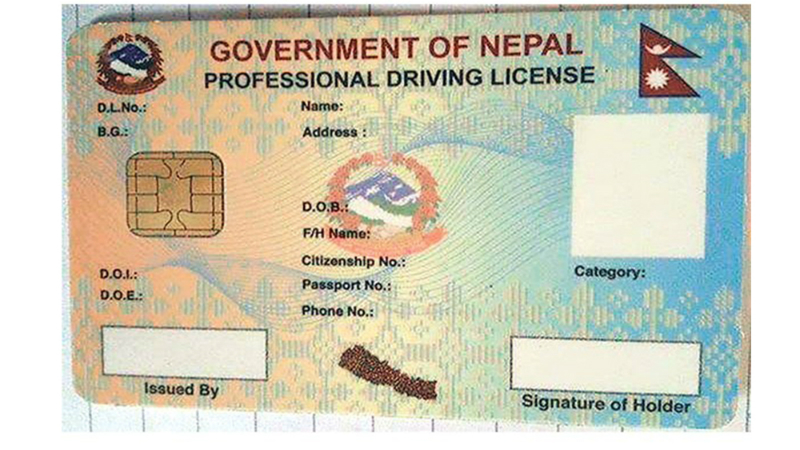 GOVERNMENT OF NEPAL
PROFESSIONAL DRIVING LICENSE
D.L.No.:
Name:
B.G.:
Address :
D.O.B.:
F/H Name:
Citizenship No.:
Category:
D.O.I.:
Passport No.:
D.O.E.:
Phone No.:
Issued By
Signature of Holder